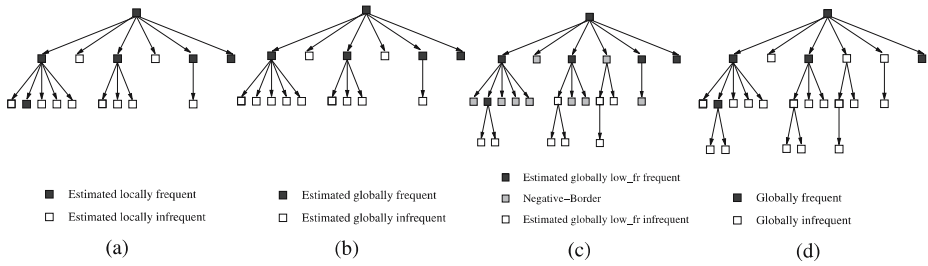 Estimated locally frequent
Estimated locally infrequent
(a)
Estimated globally frequent
Estimated globally infrequent
(b)
Estimated globally low_fr frequent
Negative–Border
Estimated globally low_fr infrequent
(c)
Globally frequent
Globally infrequent
(d)